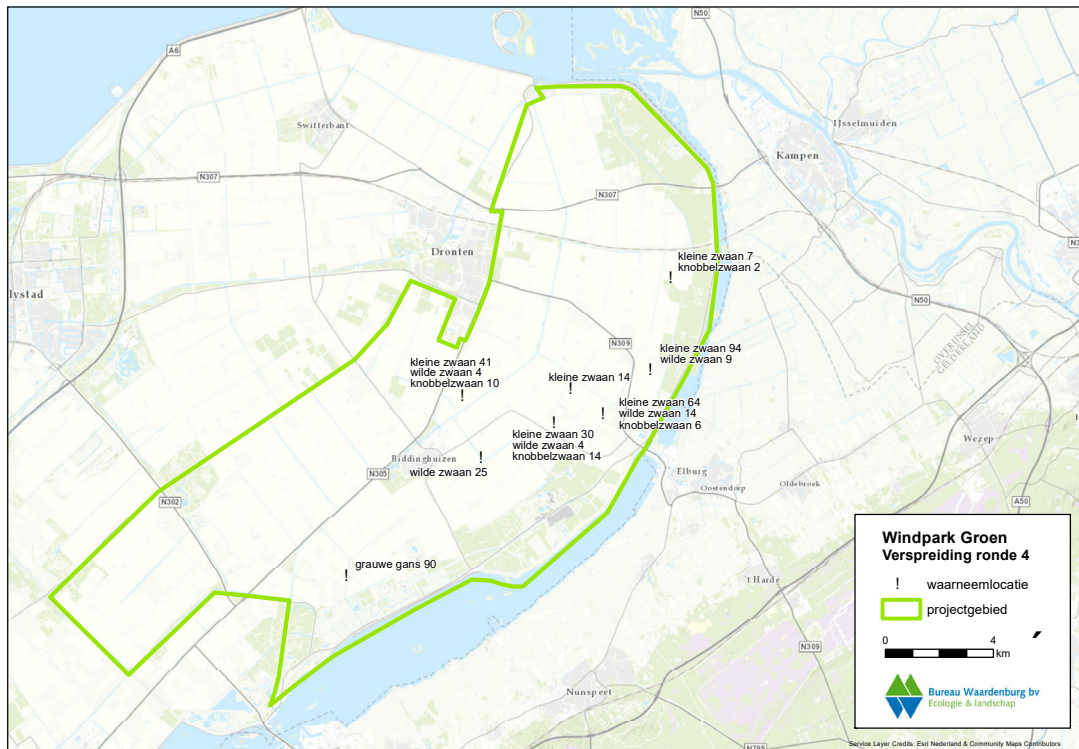 N50
A6
Swifterbant
IJsselmuiden
Kampen
N307
N307
Dronten
lystad
kleine zwaan 7
knobbelzwaan 2
N50
OVERIJSSEL
GELDERLAND
N309
kleine zwaan 94
wilde zwaan 9
kleine zwaan 41
wilde zwaan 4
knobbelzwaan 10
kleine zwaan 14
kleine zwaan 64
wilde zwaan 14
knobbelzwaan 6
kleine zwaan 30
wilde zwaan 4
knobbelzwaan 14
Wezep
Biddinghuizen
wilde zwaan 25
N305
Elburg
Oostendorp
Oldebroek
N302
A50
grauwe gans 90
't Harde
N309
Nunspeet
N795
Windpark Groen
Verspreiding ronde 4
! waarneemlocatie
projectgebied
0 4
km
Bureau Waardenburg bv
Ecologie & landschap
Service Layer Credits: Esri Nederland & Community Maps Contributors